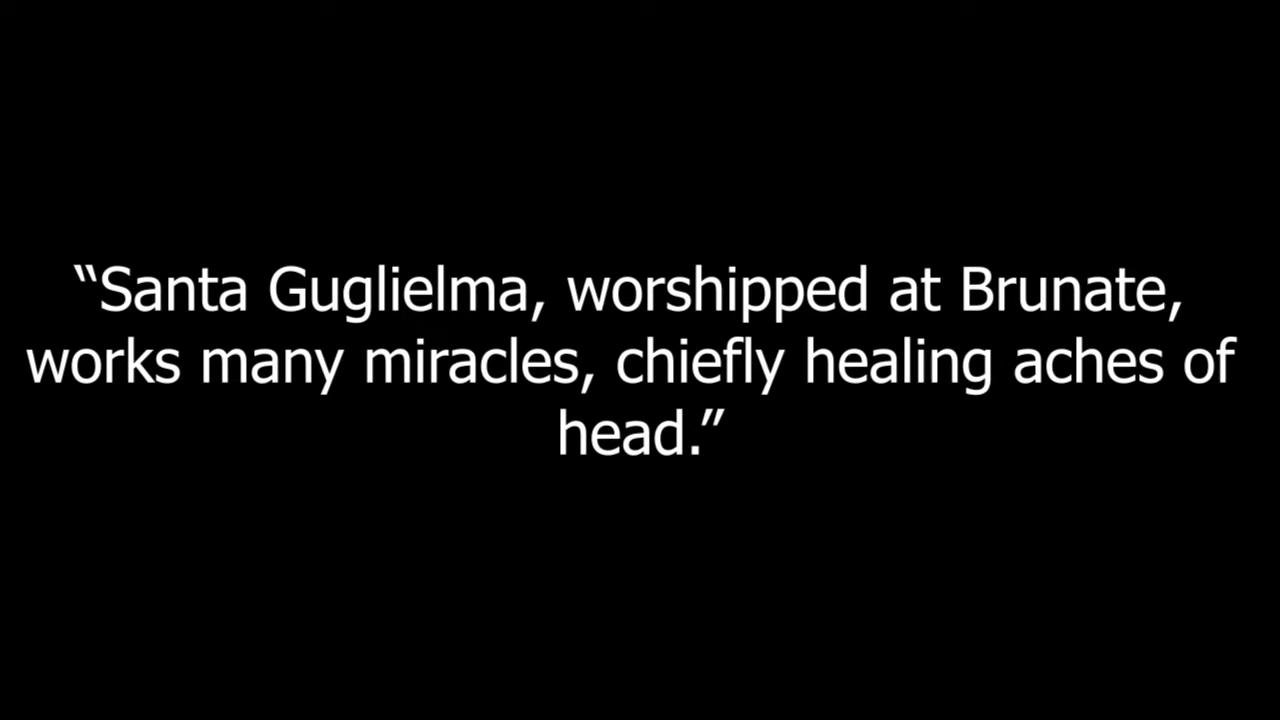 “Santa Guglielma, worshipped at Brunate,
works many miracles, chiefly healing aches of
head.”